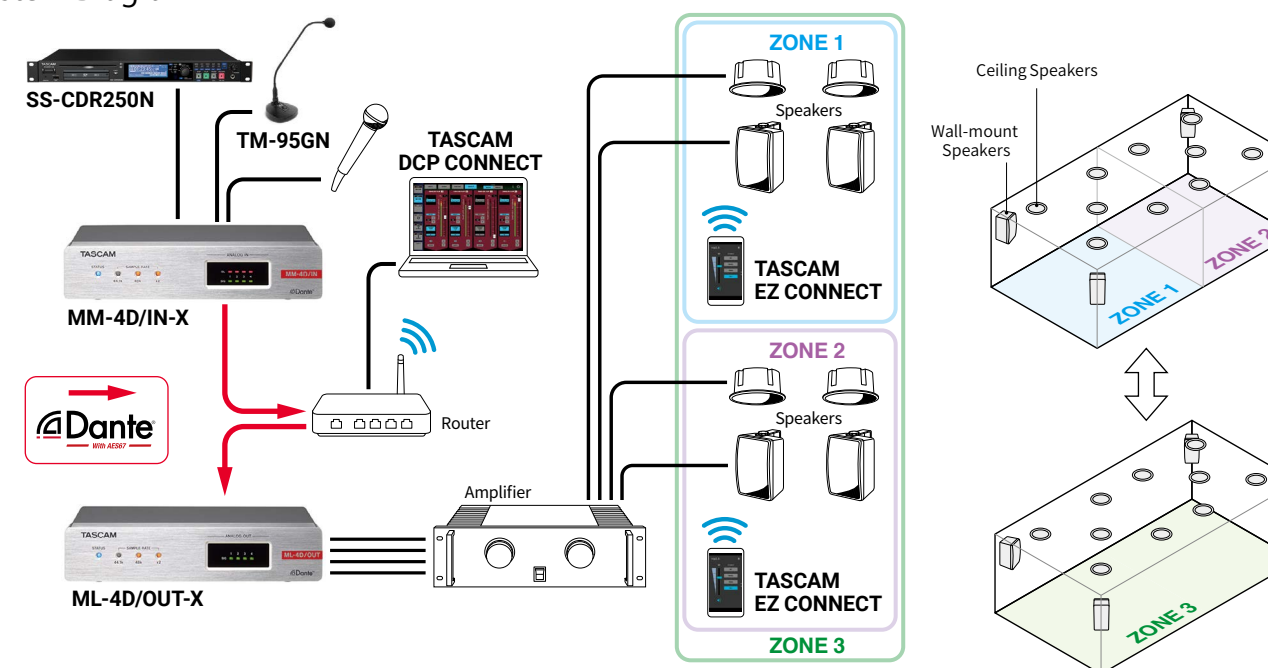 SS-CDR250N
TM-95GN
TASCAM
DCP CONNECT
TASCAM
MM-4D/IN
Dante
MM-4D/IN-X
Dante
With AES67
Router
TASCAM
ML-4D/OUT
Dante
ML-4D/OUT-X
Amplifier
ZONE 1
Speakers
TASCAM
EZ CONNECT
ZONE 2
Speakers
TASCAM
EZ CONNECT
ZONE 3
Ceiling Speakers
Wall-mount
Speakers
ZONE 1
ZONE 2
ZONE 3